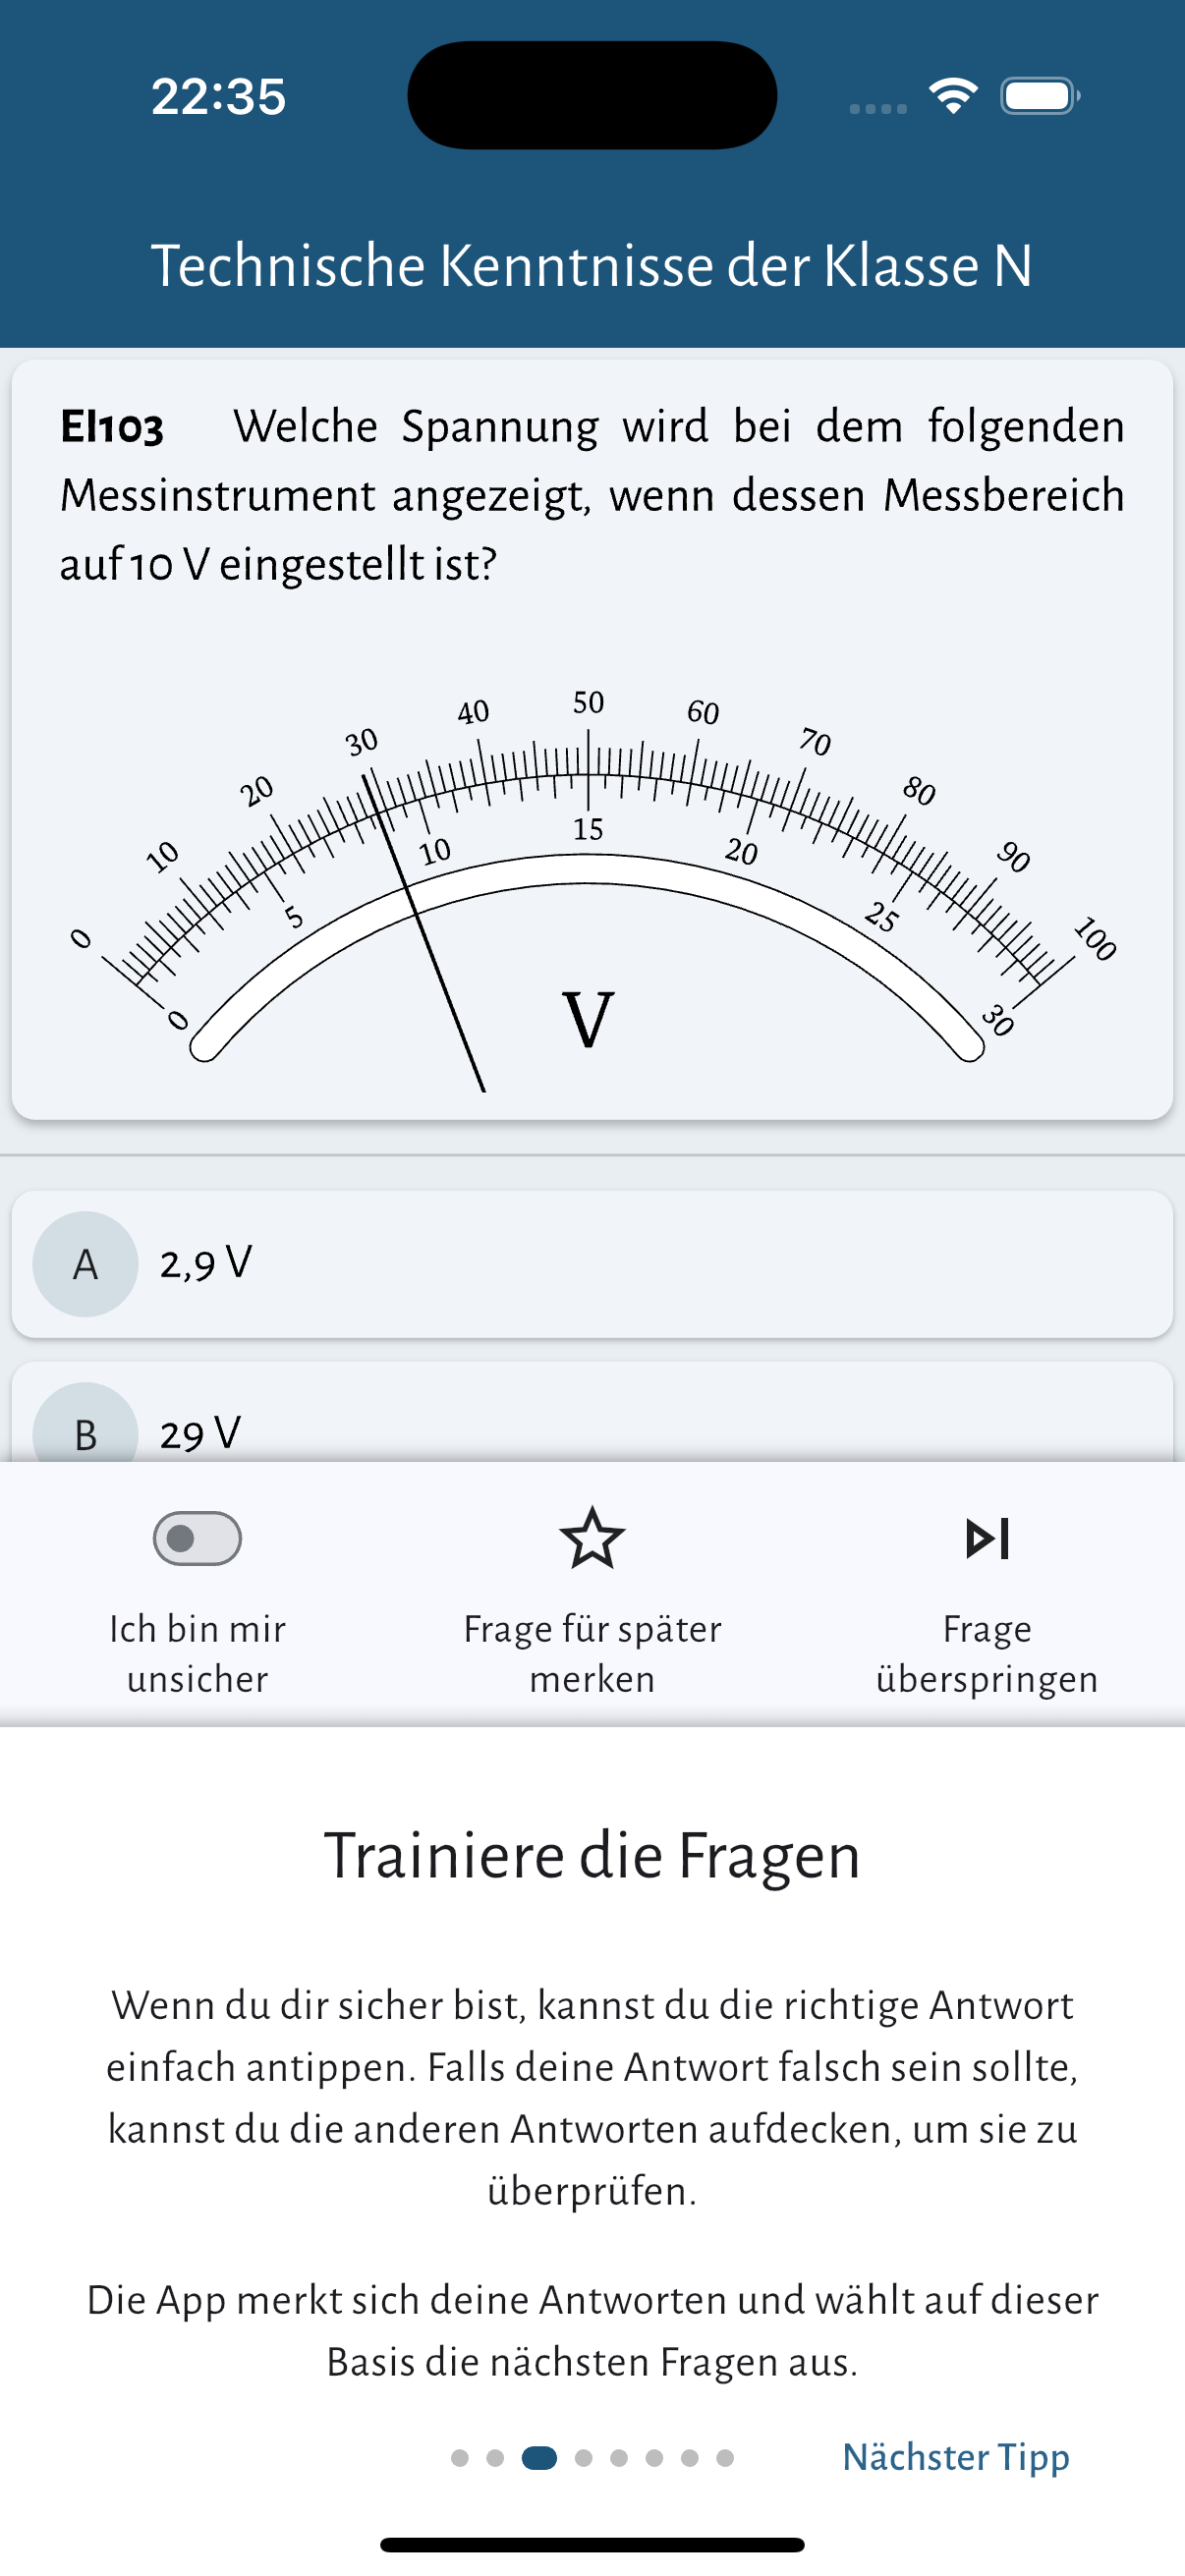 22:35
Technische Kenntnisse der Klasse N
EI103 Welche Spannung wird bei dem folgenden
Messinstrument angezeigt, wenn dessen Messbereich
auf 10 V eingestellt ist?
0 10 20 30 40 50 60 70 80 90 100
0 5 10 15 20 25 30
V
A 2,9 V
B 29 V
Ich bin mir
unsicher
Frage für später
merken
Frage
überspringen
Trainiere die Fragen
Wenn du dir sicher bist, kannst du die richtige Antwort
einfach antippen. Falls deine Antwort falsch sein sollte,
kannst du die anderen Antworten aufdecken, um sie zu
überprüfen.
Die App merkt sich deine Antworten und wählt auf dieser
Basis die nächsten Fragen aus.
Nächster Tipp